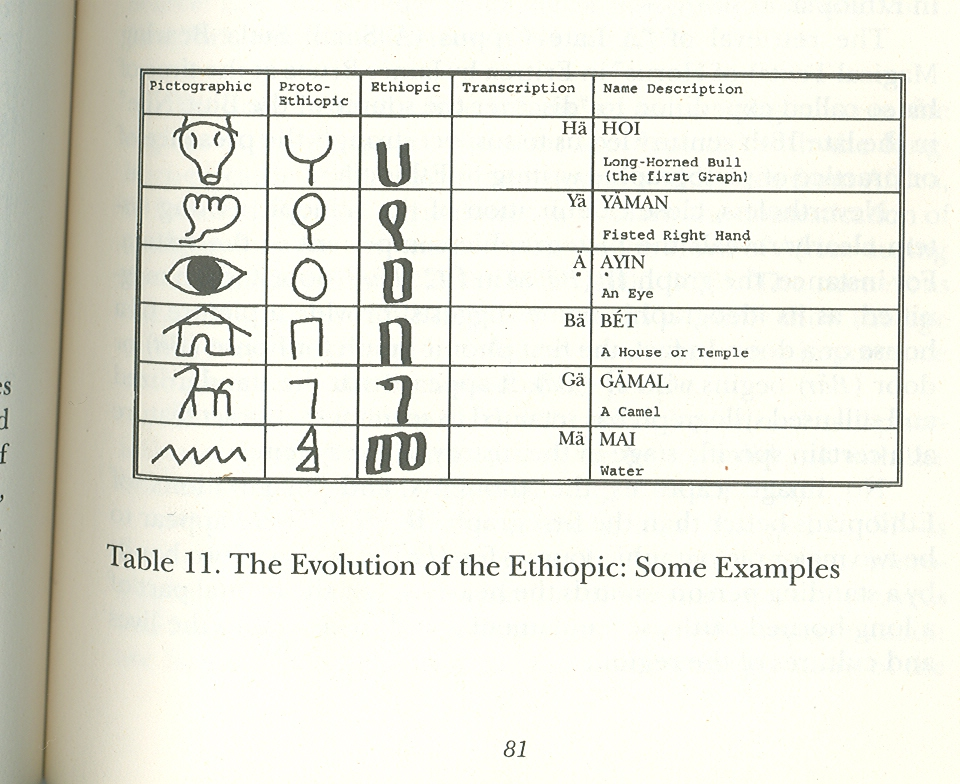 Pictographic Proto-Ethiopic Ethiopic Transcription Name Description
ሀ Hä HOI
Long-Horned Bull
(the first Graph)
የ Yä YÄMAN
Fisted Right Hand
ዐ Ạ̈ ẠYIN
An Eye
በ Bä BÉT
A House or Temple
ገ Gä GÄMAL
A Camel
መ Mä MAI
Water
Table 11. The Evolution of the Ethiopic: Some Examples
81